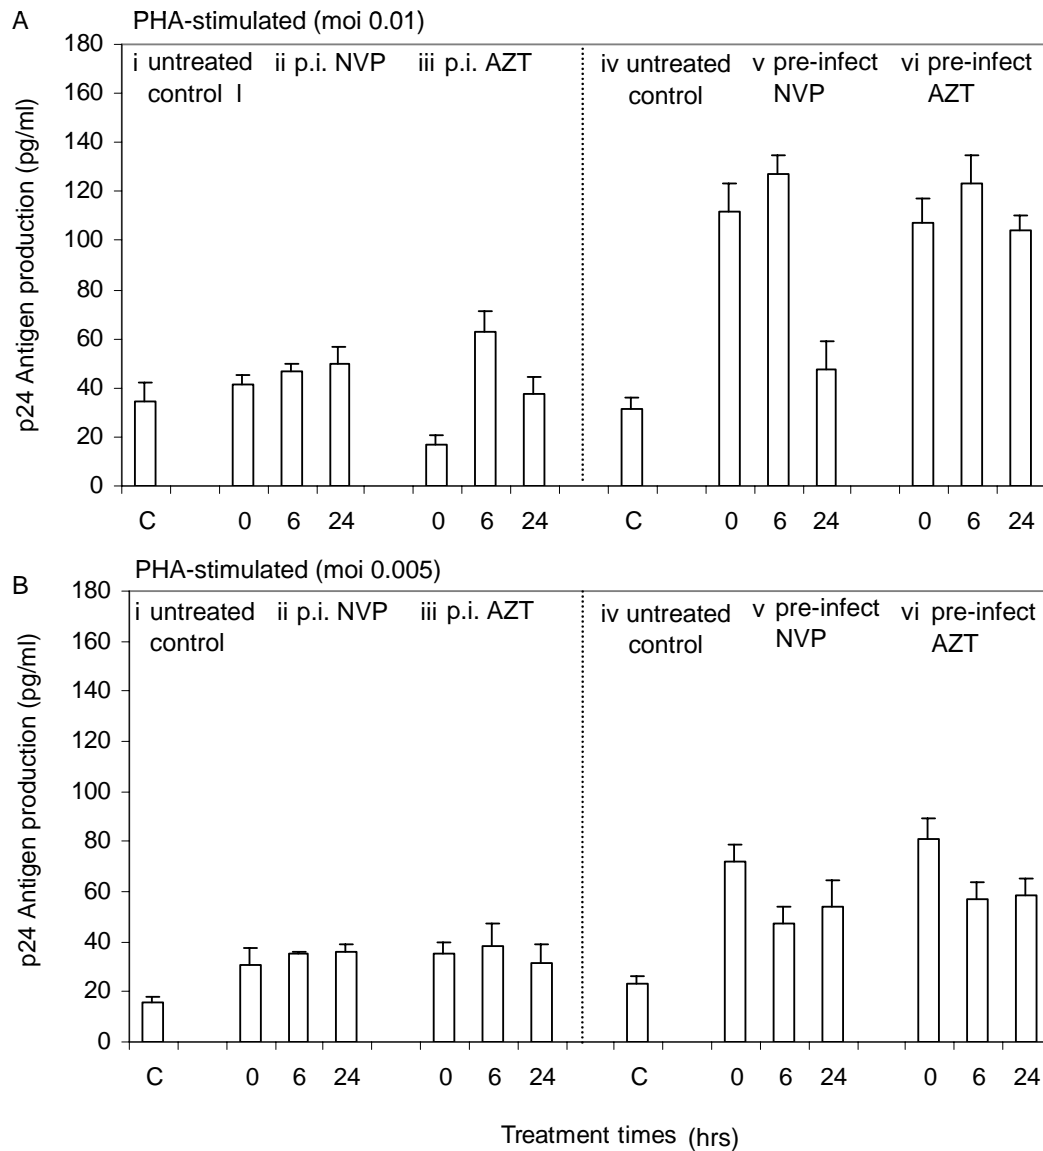 A
PHA-stimulated (moi 0.01)
p24 Antigen production (pg/ml)
180
160
140
120
100
80
60
40
20
0
i untreated
control I
ii p.i. NVP
iii p.i. AZT
iv untreated
control
v pre-infect
NVP
vi pre-infect
AZT
C 0 6 24 0 6 24 C 0 6 24 0 6 24
B
PHA-stimulated (moi 0.005)
p24 Antigen production (pg/ml)
180
160
140
120
100
80
60
40
20
0
i untreated
control
ii p.i. NVP
iii p.i. AZT
iv untreated
control
v pre-infect
NVP
vi pre-infect
AZT
C 0 6 24 0 6 24 C 0 6 24 0 6 24
Treatment times (hrs)